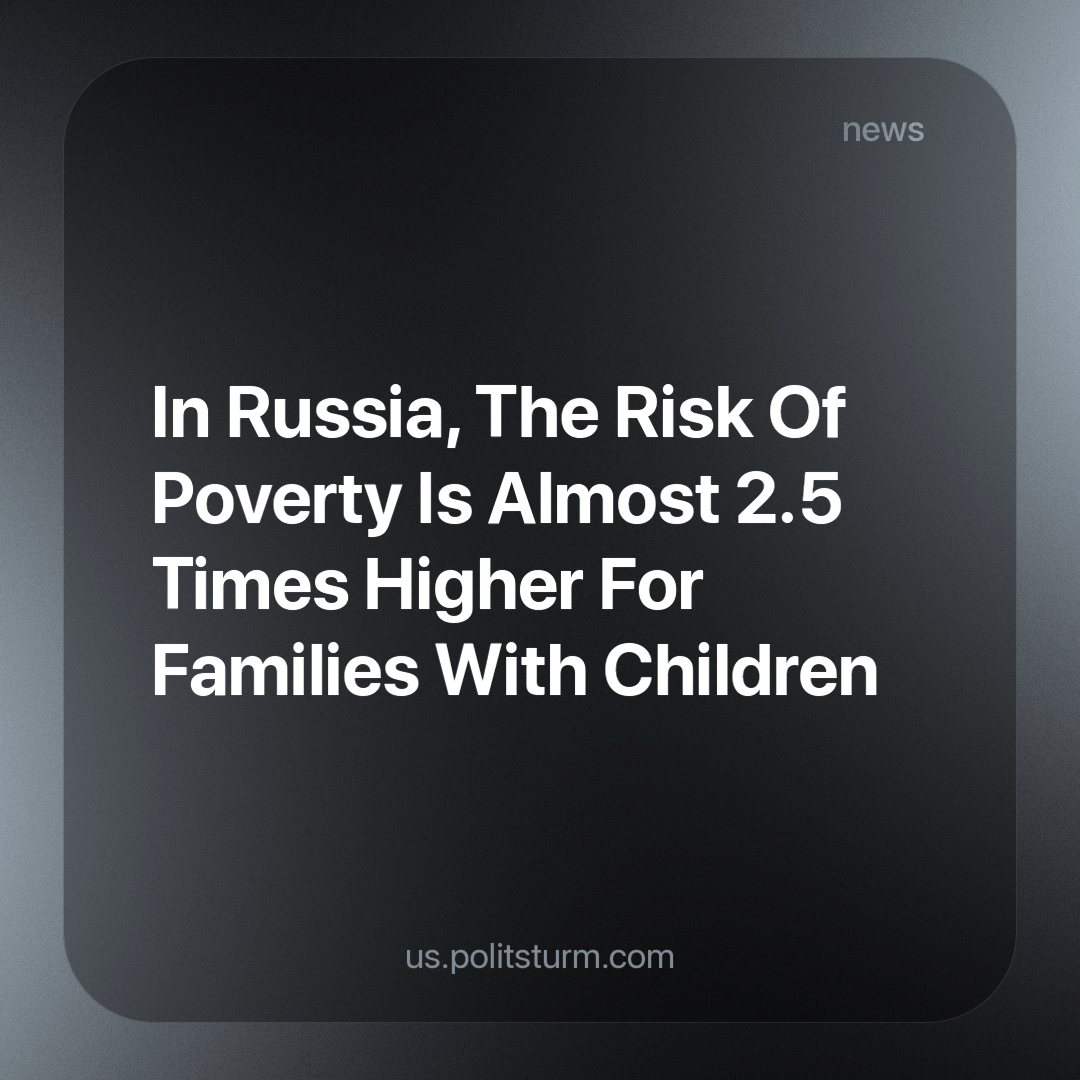 news
In Russia, The Risk Of
Poverty Is Almost 2.5
Times Higher For
Families With Children
us.politsturm.com